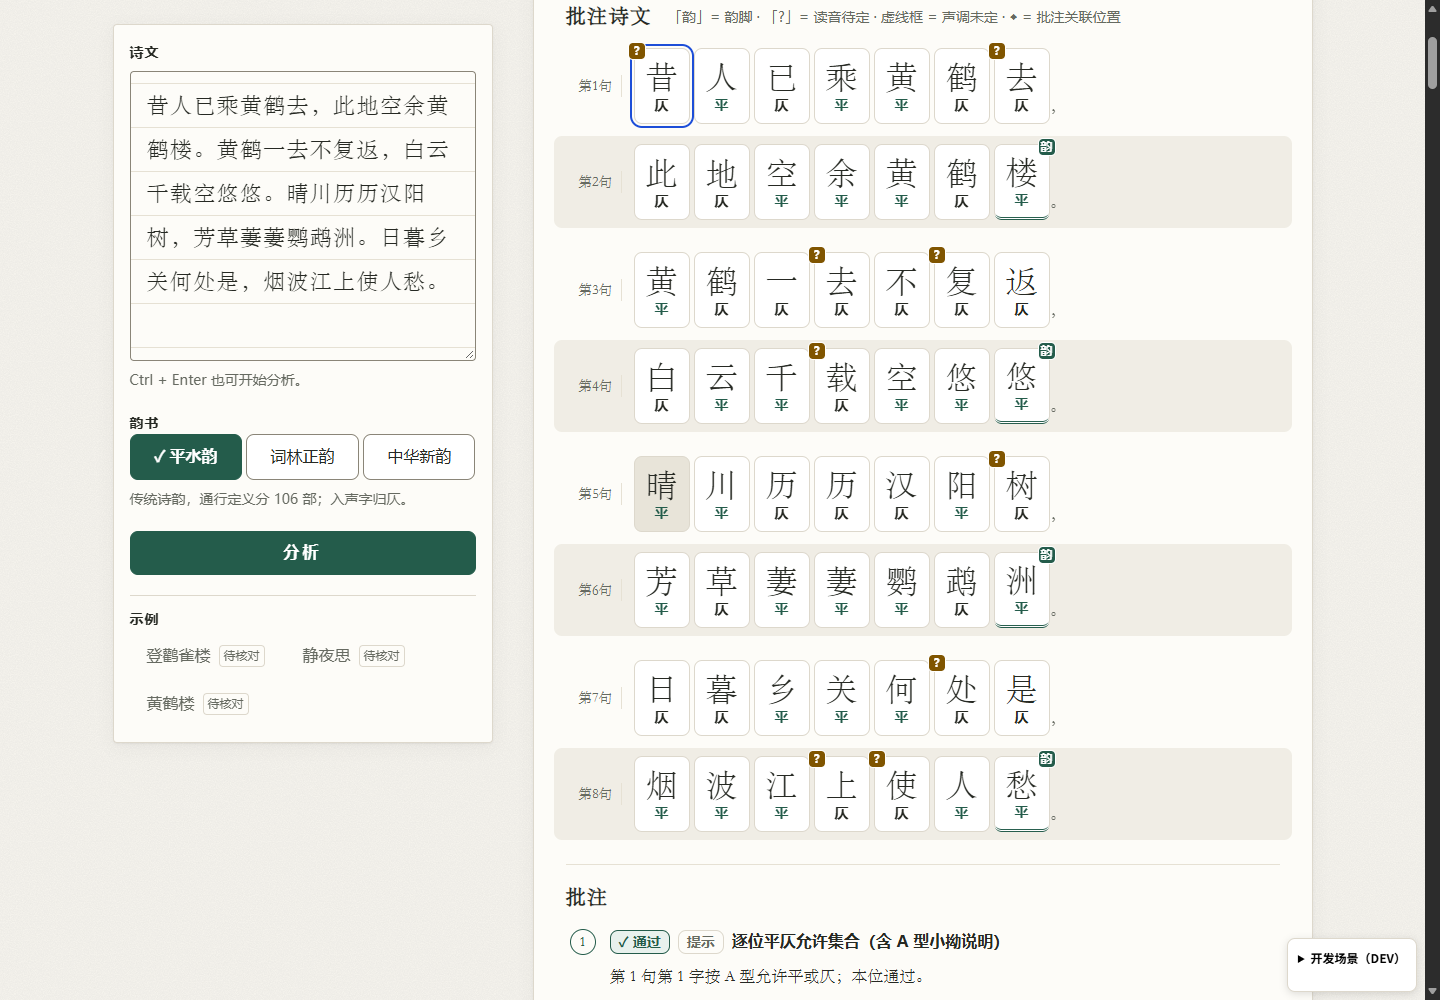 诗文
昔人已乘黄鹤去，此地空余黄
鹤楼。黄鹤一去不复返，白云
千载空悠悠。晴川历历汉阳
树，芳草萋萋鹦鹉洲。日暮乡
关何处是，烟波江上使人愁。
Ctrl + Enter 也可开始分析。
韵书
✓ 平水韵 词林正韵 中华新韵
传统诗韵，通行定义分 106 部；入声字归仄。
分析
示例
登鹳雀楼 待核对 静夜思 待核对
黄鹤楼 待核对
批注诗文 「韵」= 韵脚 · 「?」= 读音待定 · 虚线框 = 声调未定 · ⌖ = 批注关联位置
? ?
第1句 昔 人 已 乘 黄 鹤 去 ，
仄 平 仄 平 平 仄 仄
韵
第2句 此 地 空 余 黄 鹤 楼 。
仄 仄 平 平 平 仄 平
? ?
第3句 黄 鹤 一 去 不 复 返 ，
平 仄 仄 仄 仄 仄 仄
? 韵
第4句 白 云 千 载 空 悠 悠 。
仄 平 平 仄 平 平 平
?
第5句 晴 川 历 历 汉 阳 树 ，
平 平 仄 仄 仄 平 仄
韵
第6句 芳 草 萋 萋 鹦 鹉 洲 。
平 仄 平 平 平 仄 平
?
第7句 日 暮 乡 关 何 处 是 ，
仄 仄 平 平 平 仄 仄
? ? 韵
第8句 烟 波 江 上 使 人 愁 。
平 平 平 仄 仄 平 平
批注
1 ✓ 通过 提示 逐位平仄允许集合（含 A 型小拗说明）
第 1 句第 1 字按 A 型允许平或仄；本位通过。
▶ 开发场景（DEV）